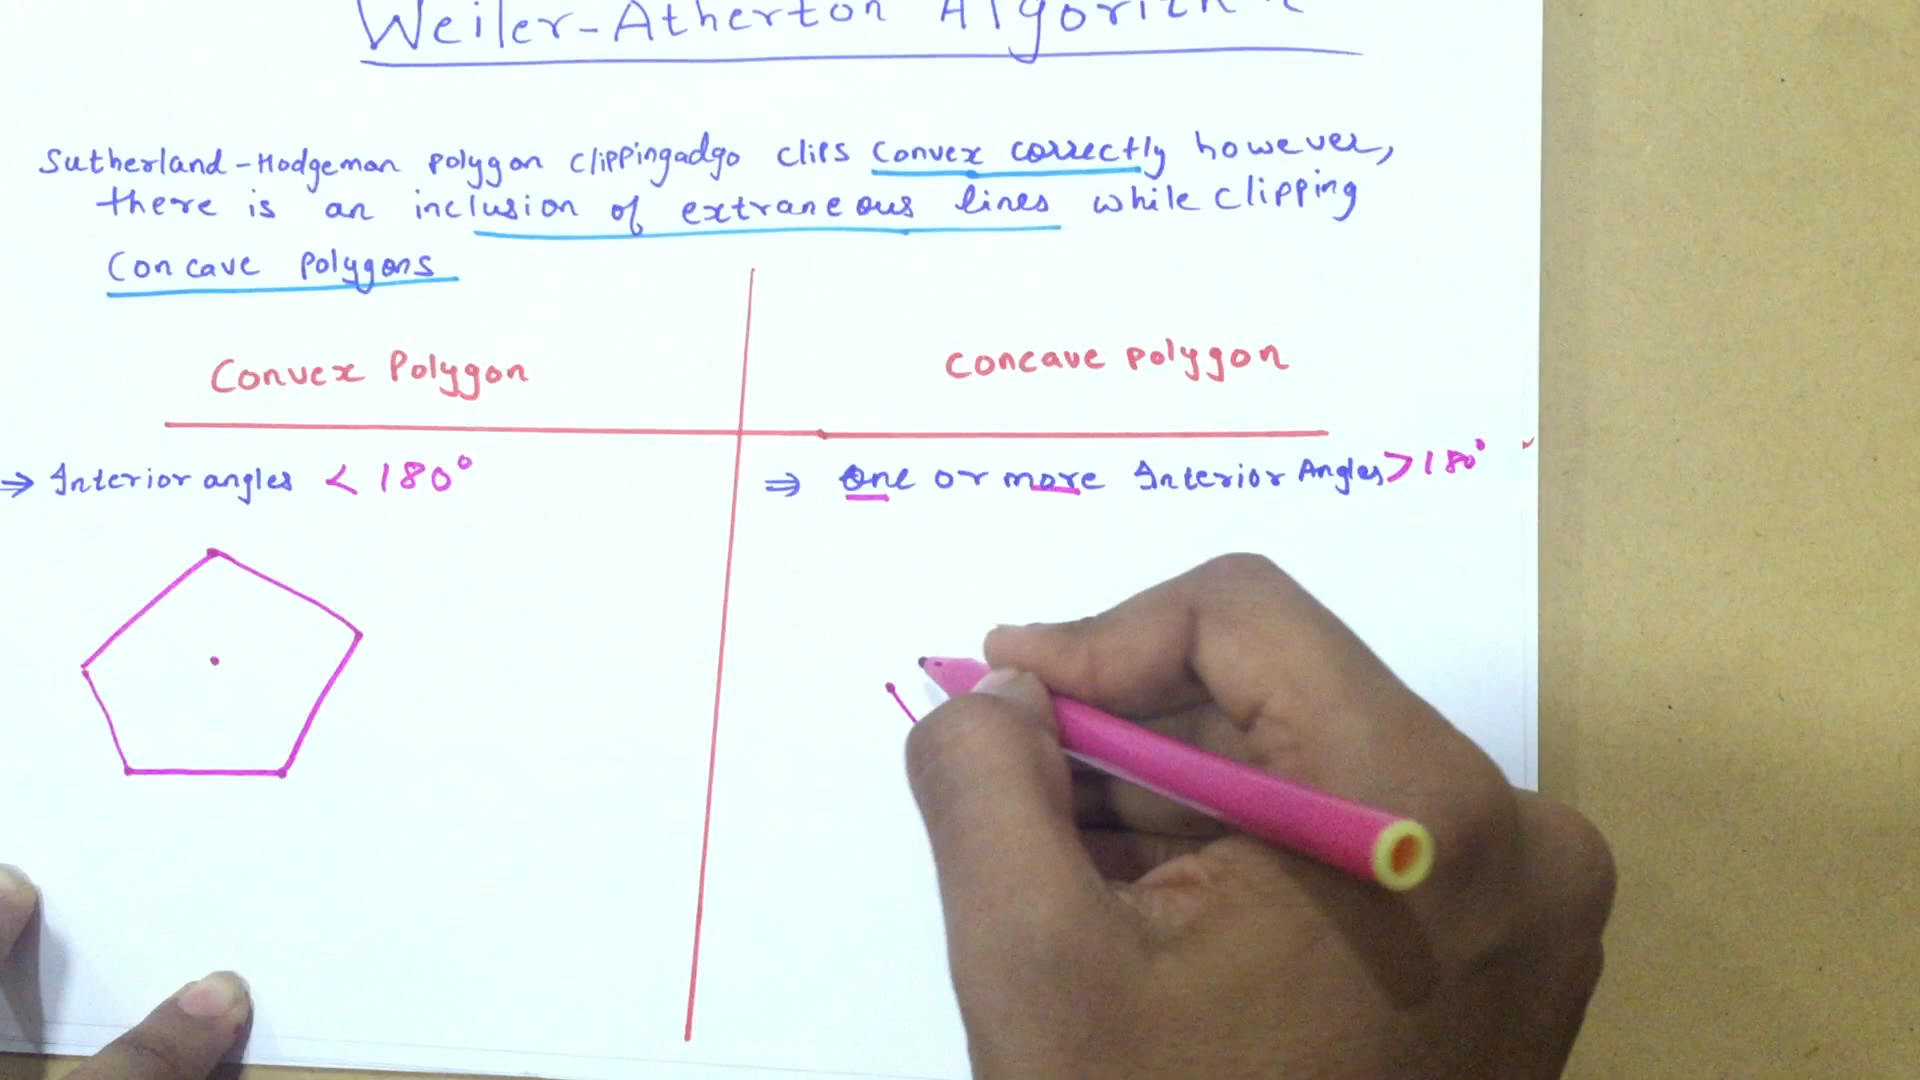 Weiler-Atherton Algorithm
Sutherland-Hodgeman polygon clippingadgo clips convex correctly however,
there is an inclusion of extraneous lines while clipping
Concave polygons
Convex Polygon
Concave polygon
⇒ Interior angles < 180°
⇒ One or more Interior Angles > 180°